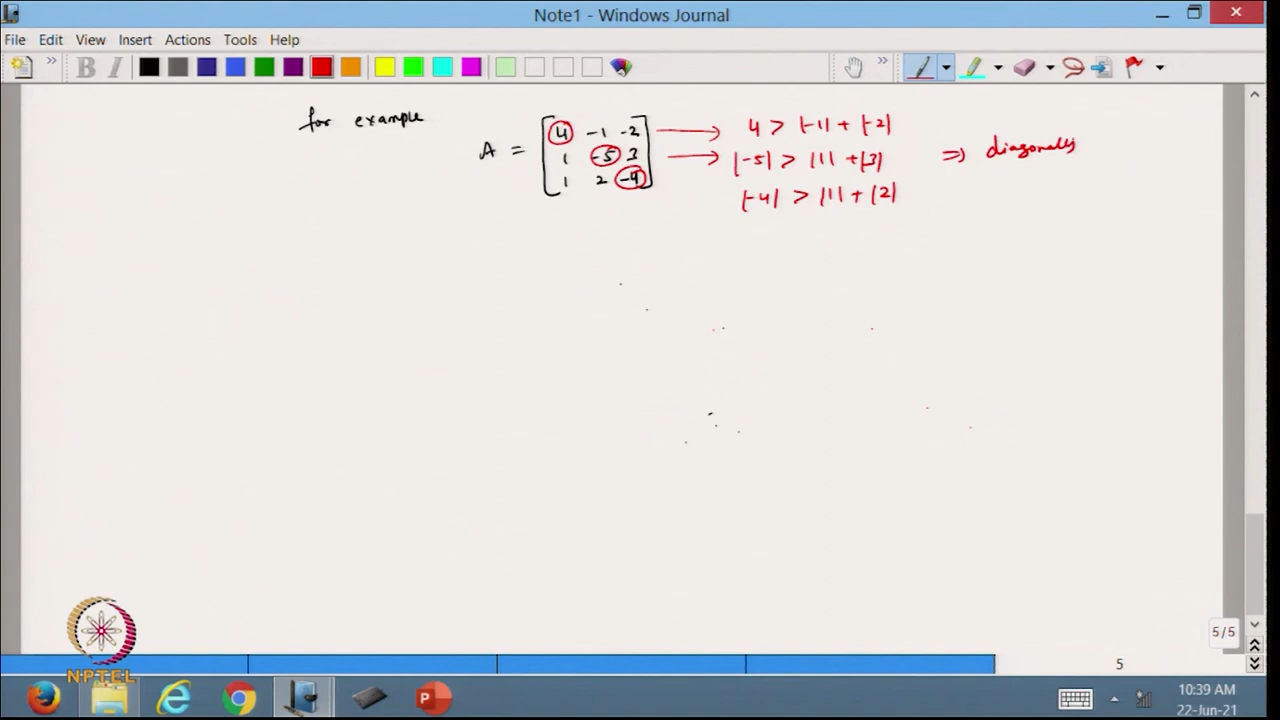 Note1 - Windows Journal
File Edit View Insert Actions Tools Help
B I
for example
A = [4 -1 -2
1 -5 3
1 2 -4]
4 > |-1| + |-2|
|-5| > |1| + |3|
|-4| > |1| + |2|
⇒ diagonally
5/5
5
NPTEL
10:39 AM
22-Jun-21